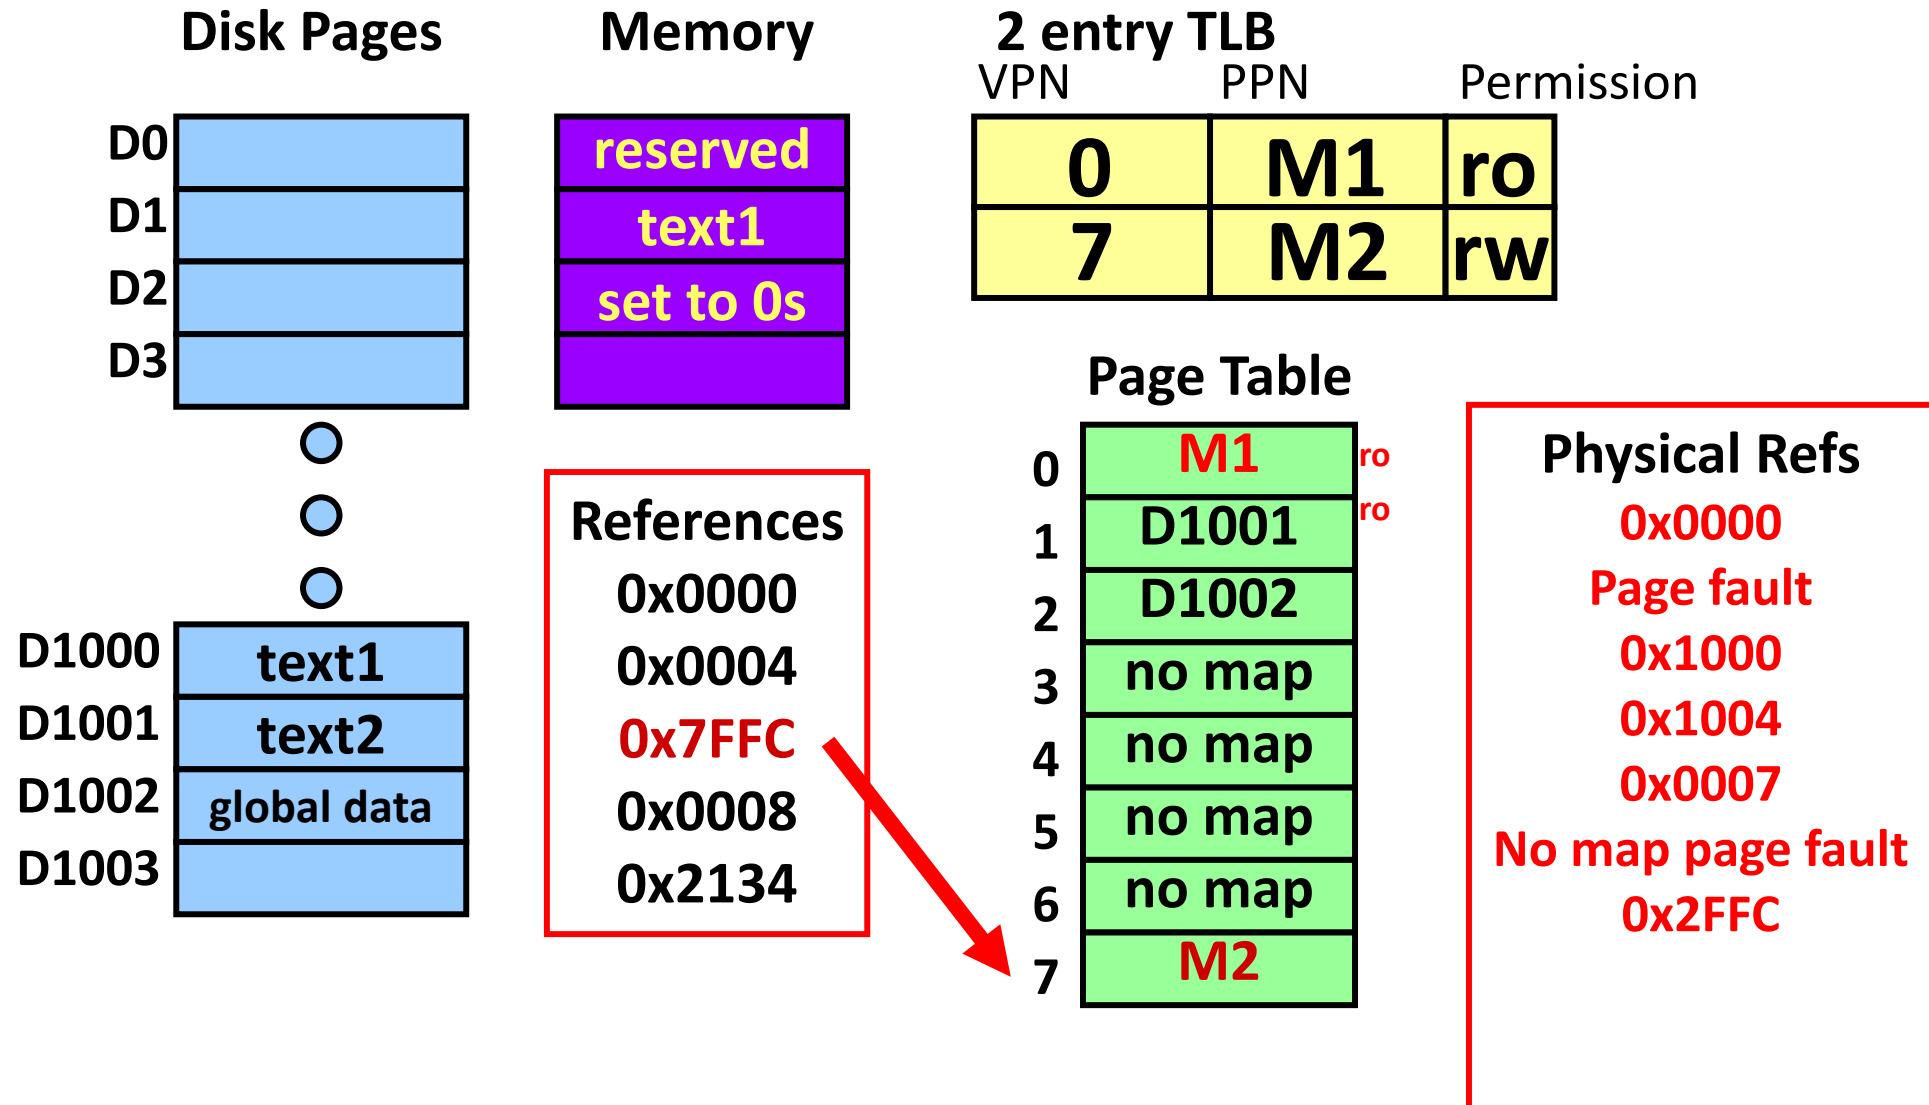 Disk Pages
D0
D1
D2
D3
D1000 text1
D1001 text2
D1002 global data
D1003
Memory
reserved
text1
set to 0s
References
0x0000
0x0004
0x7FFC
0x0008
0x2134
2 entry TLB
VPN PPN Permission
0 M1 ro
7 M2 rw
Page Table
0 M1 ro
1 D1001 ro
2 D1002
3 no map
4 no map
5 no map
6 no map
7 M2
Physical Refs
0x0000
Page fault
0x1000
0x1004
0x0007
No map page fault
0x2FFC